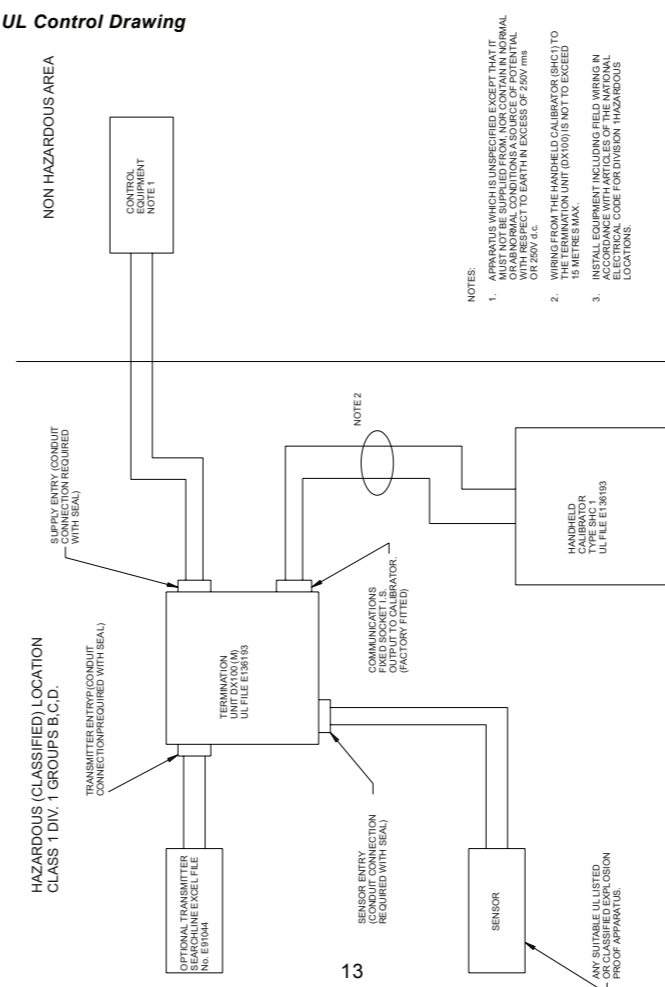 UL Control Drawing
HAZARDOUS (CLASSIFIED) LOCATION
CLASS 1 DIV. 1 GROUPS B,C,D.
NON HAZARDOUS AREA
TRANSMITTER ENTRYP(CONDUIT
CONNECTIONPREQUIRED WITH SEAL)
SUPPLY ENTRY (CONDUIT
CONNECTION REQUIRED
WITH SEAL)
OPTIONAL TRANSMITTER
SEARCHLINE EXCEL FILE
No. E91044
TERMINATION
UNIT DX100 (M)
UL FILE E136193
CONTROL
EQUIPMENT
NOTE 1
SENSOR ENTRY
(CONDUIT CONNECTION
REQUIRED WITH SEAL)
COMMUNICATIONS
FIXED SOCKET I.S.
OUTPUT TO CALIBRATOR.
(FACTORY FITTED)
NOTE 2
SENSOR
HANDHELD
CALIBRATOR
TYPE SHC 1
UL FILE E136193
ANY SUITABLE UL LISTED
OR CLASSIFIED EXPLOSION
PROOF APPARATUS.
NOTES:
1. APPARATUS WHICH IS UNSPECIFIED EXCEPT THAT IT
MUST NOT BE SUPPLIED FROM, NOR CONTAIN IN NORMAL
OR ABNORMAL CONDITIONS A SOURCE OF POTENTIAL
WITH RESPECT TO EARTH IN EXCESS OF 250V rms
OR 250V d.c.
2. WIRING FROM THE HANDHELD CALIBRATOR (SHC1) TO
THE TERMINATION UNIT (DX100) IS NOT TO EXCEED
15 METRES MAX.
3. INSTALL EQUIPMENT INCLUDING FIELD WIRING IN
ACCORDANCE WITH ARTICLES OF THE NATIONAL
ELECTRICAL CODE FOR DIVISION 1HAZARDOUS
LOCATIONS.
13